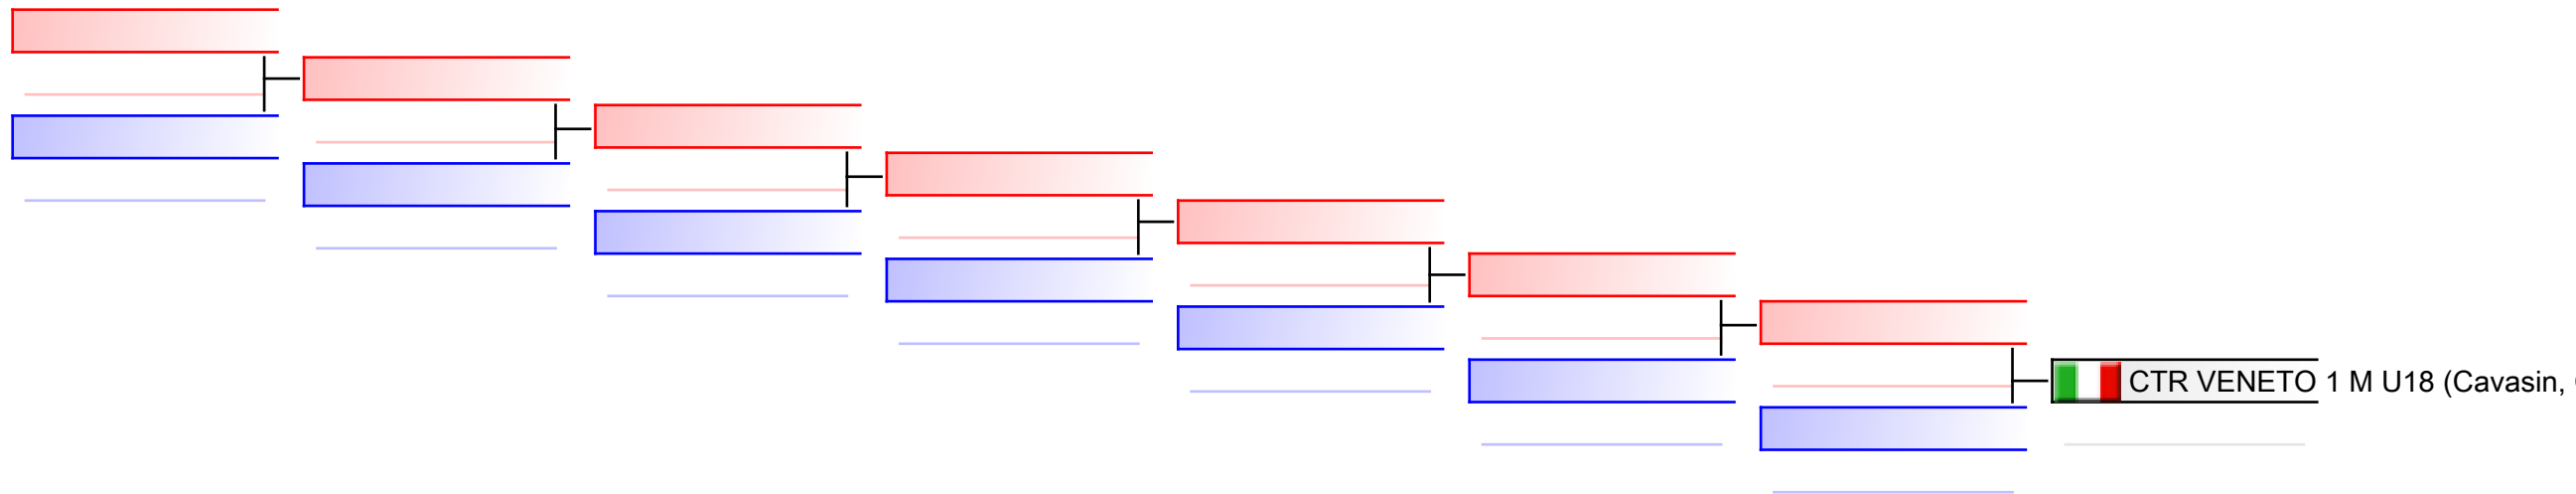 CTR VENETO 1 M U18 (Cavasin,